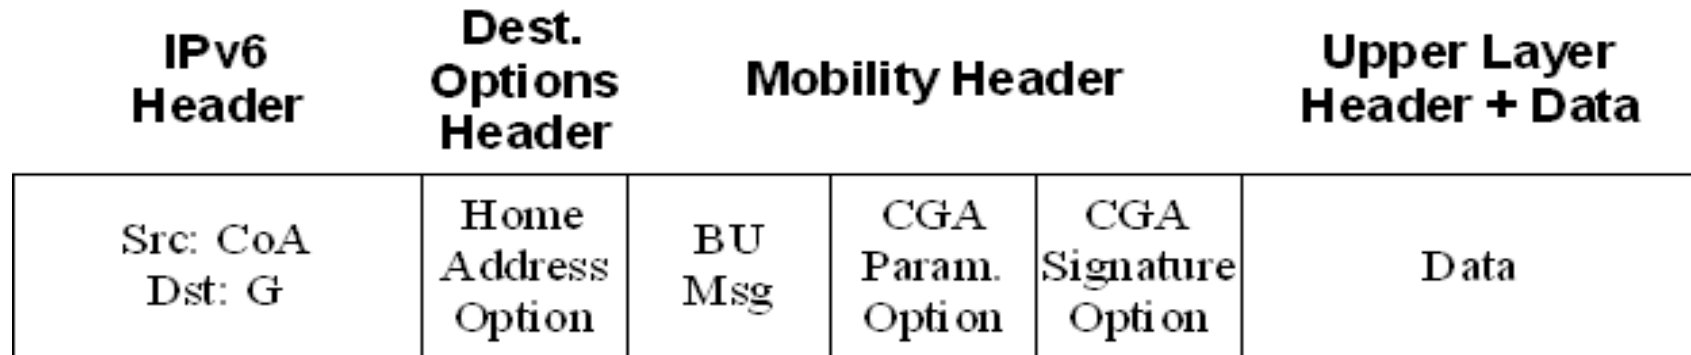 IPv6
Header
Dest.
Options
Header
Mobility Header
Upper Layer
Header + Data
Src: CoA
Dst: G
Home
Address
Option
BU
Msg
CGA
Param.
Option
CGA
Signature
Option
Data